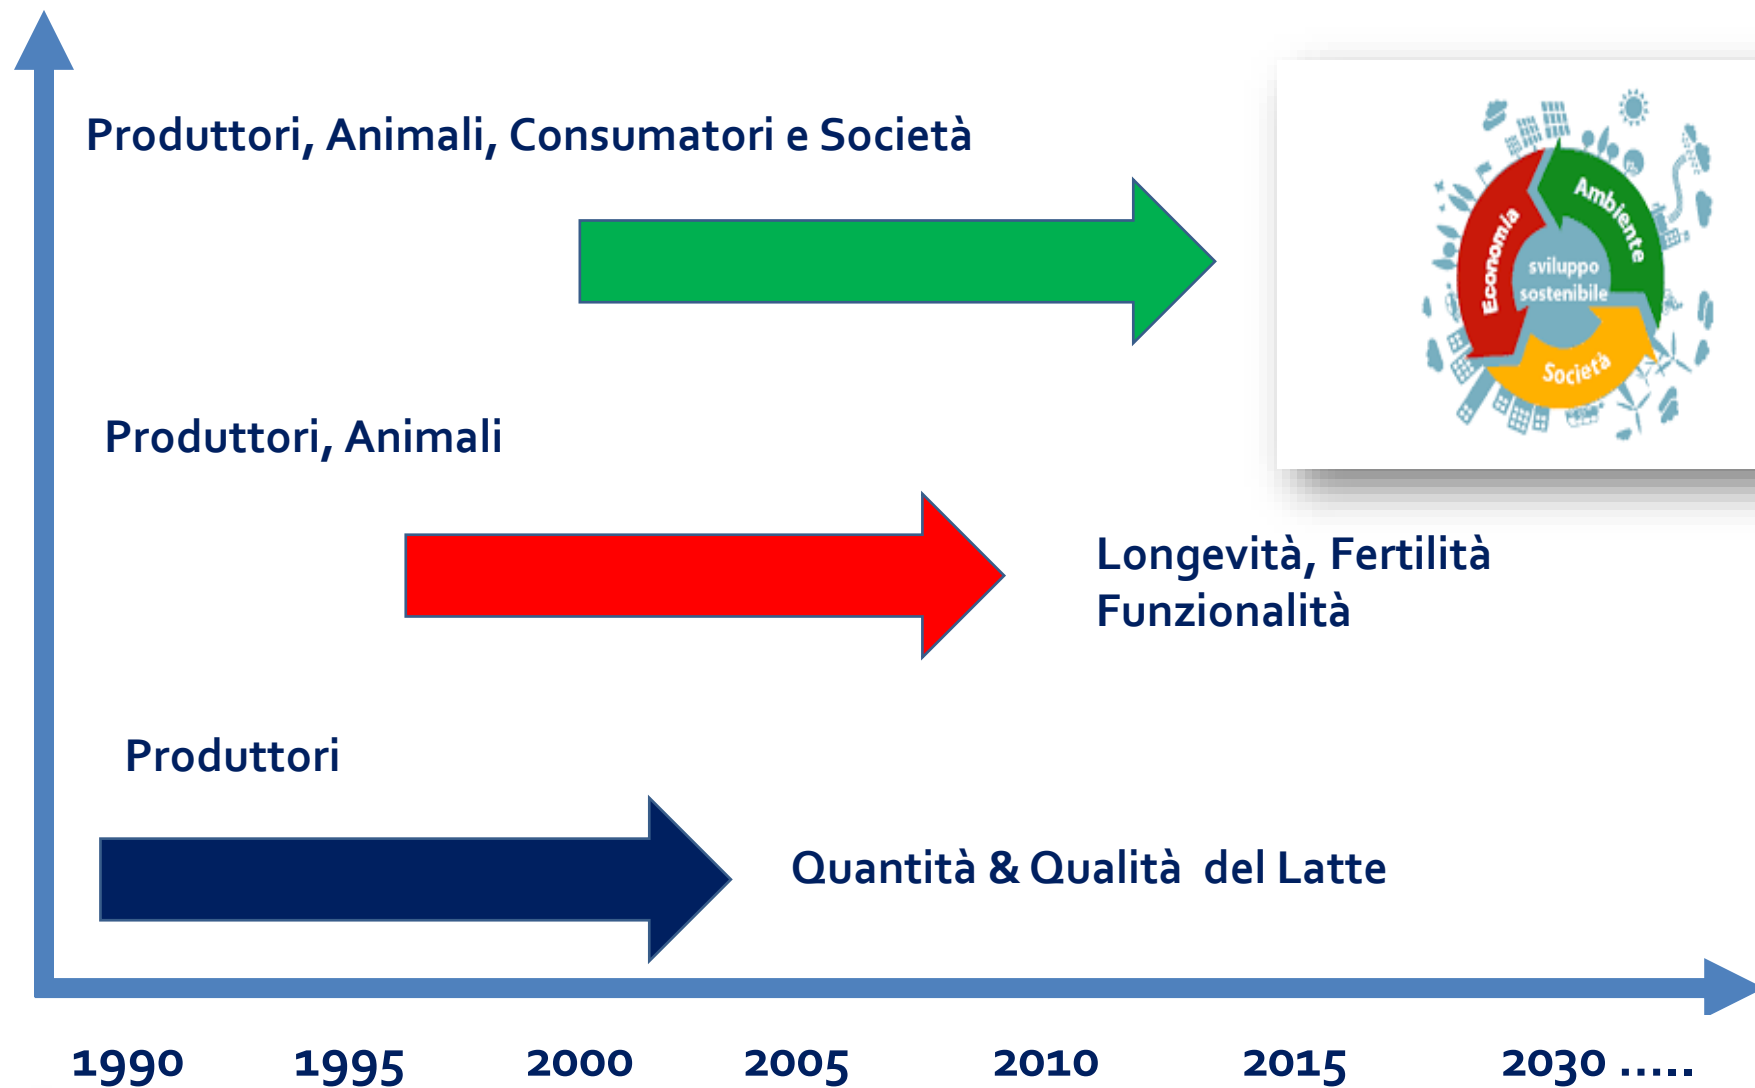 Produttori, Animali, Consumatori e Società
Ambiente
Economia
sviluppo
sostenibile
Società
Produttori, Animali
Longevità, Fertilità
Funzionalità
Produttori
Quantità & Qualità del Latte
1990 1995 2000 2005 2010 2015 2030 .....